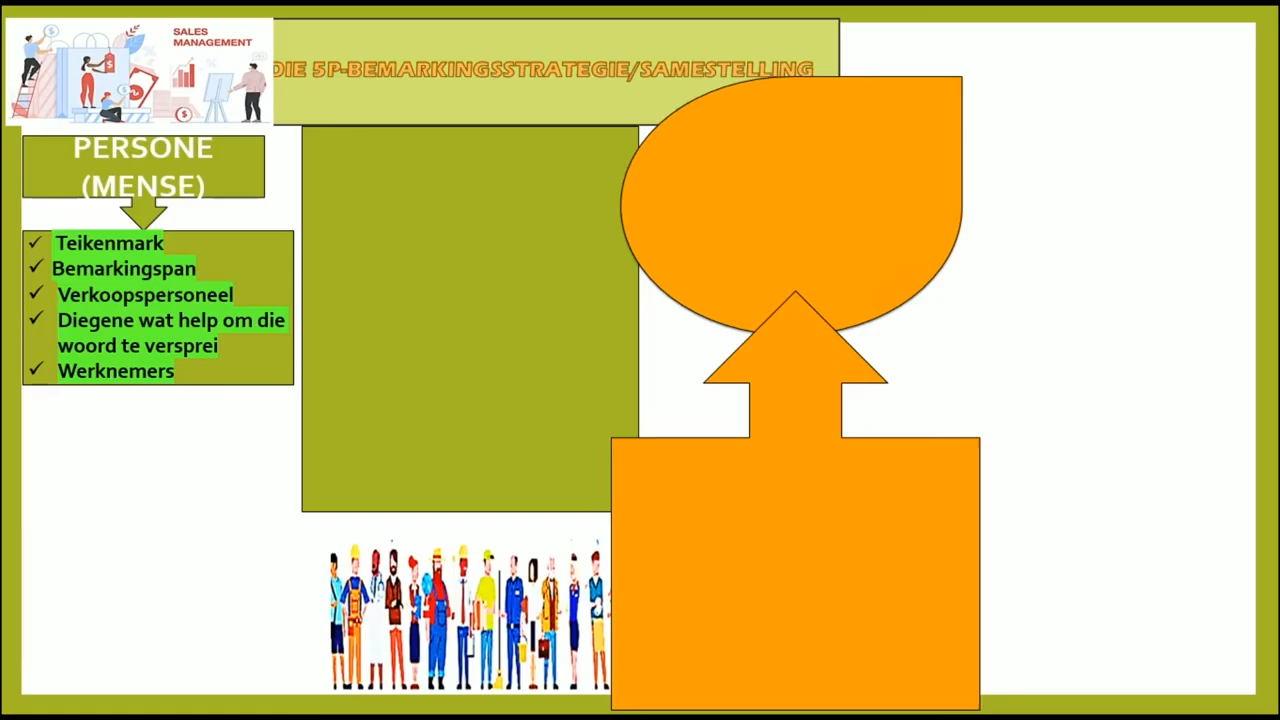 SALES
MANAGEMENT
DIE 5P-BEMARKINGSSTRATEGIE/SAMESTELLING
PERSONE
(MENSE)
✓ Teikenmark
✓ Bemarkingspan
✓ Verkoopspersoneel
✓ Diegene wat help om die
woord te versprei
✓ Werknemers